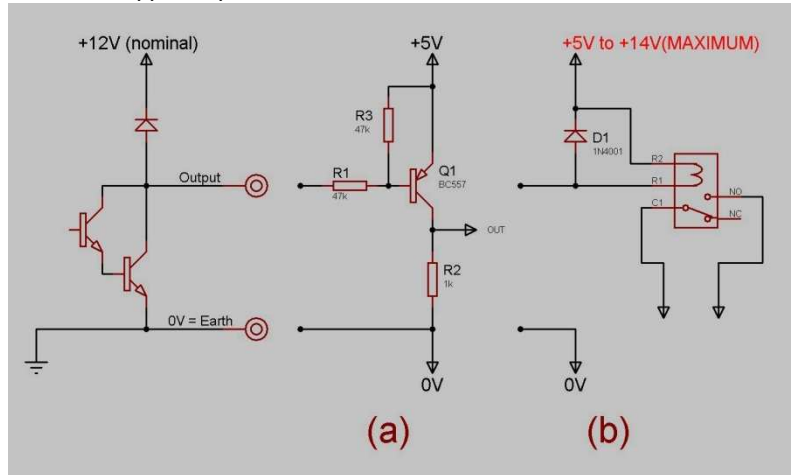 +12V (nominal)
Output
0V = Earth
+5V
R3
47k
R1
47k
Q1
BC557
OUT
R2
1k
0V
(a)
+5V to +14V(MAXIMUM)
D1
1N4001
R2
R1
C1
NO
NC
0V
(b)